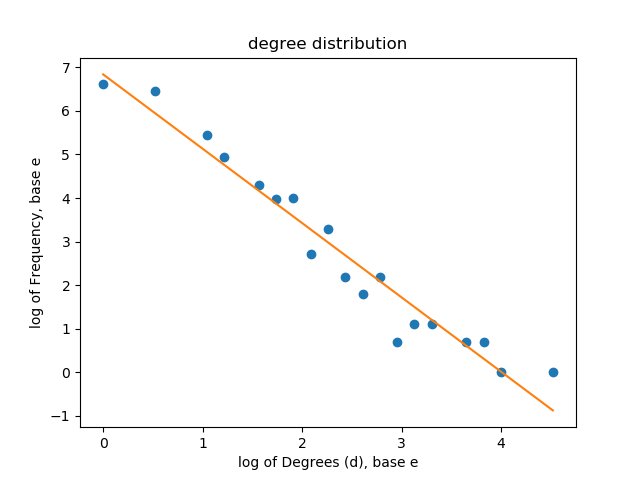 degree distribution
log of Frequency, base e
7
6
5
4
3
2
1
0
−1
0 1 2 3 4
log of Degrees (d), base e